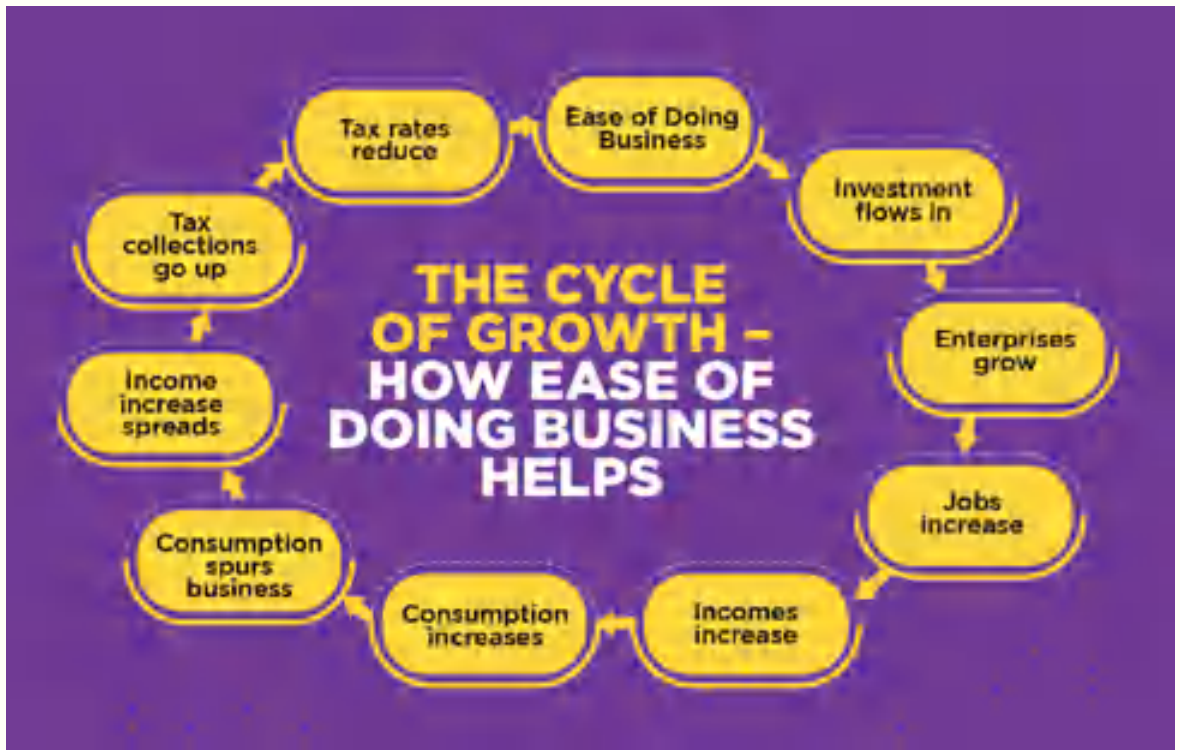 Tax rates
reduce
Ease of Doing
Business
Investment
flows in
Enterprises
grow
Jobs
increase
Incomes
increase
Consumption
increases
Consumption
spurs
business
Income
increase
spreads
Tax
collections
go up
THE CYCLE
OF GROWTH –
HOW EASE OF
DOING BUSINESS
HELPS